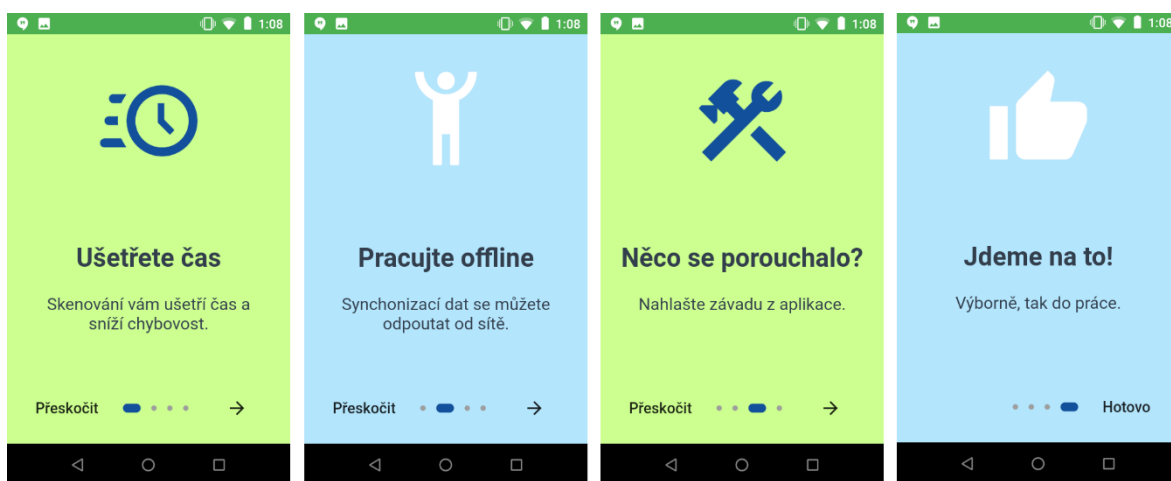 1:08
Ušetřete čas
Skenování vám ušetří čas a
sníží chybovost.
Přeskočit
1:08
Pracujte offline
Synchonizací dat se můžete
odpoutat od sítě.
Přeskočit
1:08
Něco se porouchalo?
Nahlašte závadu z aplikace.
Přeskočit
1:08
Jdeme na to!
Výborně, tak do práce.
Hotovo